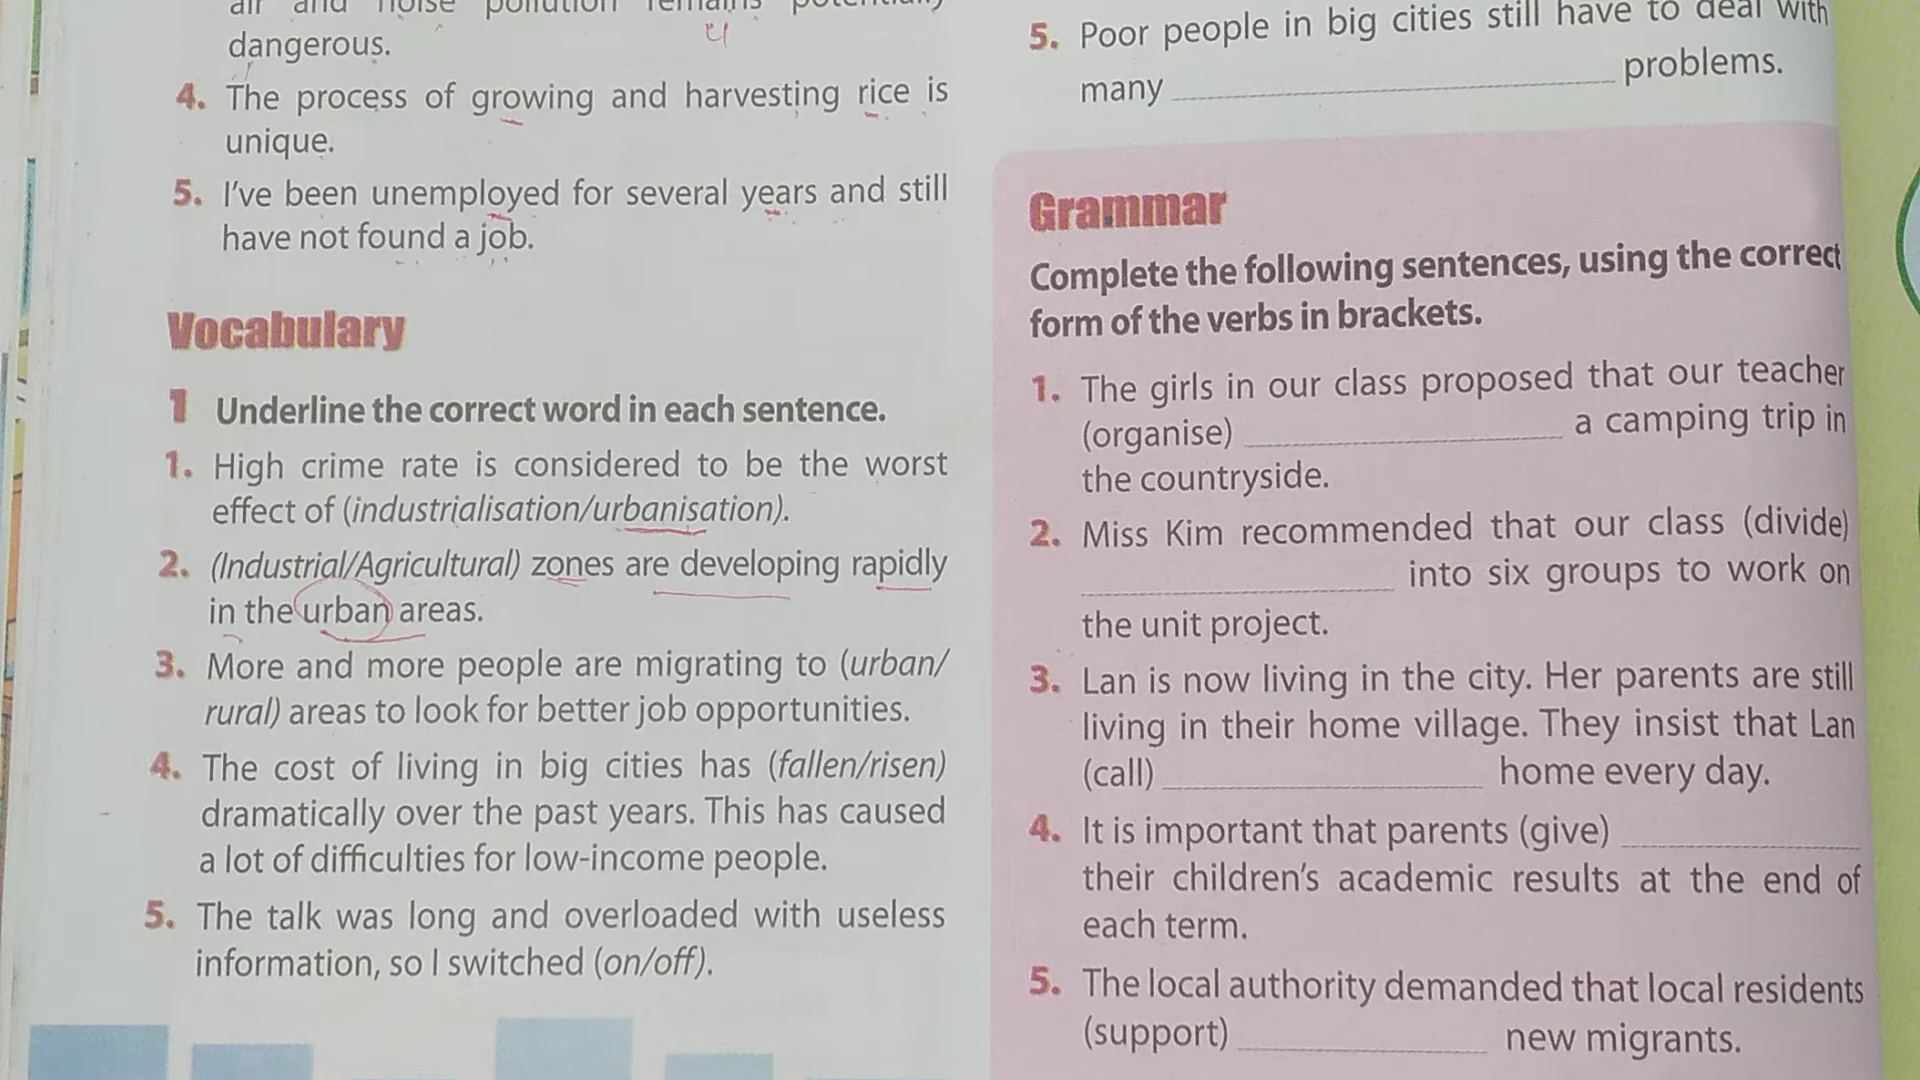 air and noise pollution remains potentially
dangerous.
4. The process of growing and harvesting rice is
unique.
5. I've been unemployed for several years and still
have not found a job.
Vocabulary
1 Underline the correct word in each sentence.
1. High crime rate is considered to be the worst
effect of (industrialisation/urbanisation).
2. (Industrial/Agricultural) zones are developing rapidly
in the urban areas.
3. More and more people are migrating to (urban/
rural) areas to look for better job opportunities.
4. The cost of living in big cities has (fallen/risen)
dramatically over the past years. This has caused
a lot of difficulties for low-income people.
5. The talk was long and overloaded with useless
information, so I switched (on/off).
5. Poor people in big cities still have to deal with
many problems.
Grammar
Complete the following sentences, using the correct
form of the verbs in brackets.
1. The girls in our class proposed that our teacher
(organise) a camping trip in
the countryside.
2. Miss Kim recommended that our class (divide)
into six groups to work on
the unit project.
3. Lan is now living in the city. Her parents are still
living in their home village. They insist that Lan
(call) home every day.
4. It is important that parents (give)
their children's academic results at the end of
each term.
5. The local authority demanded that local residents
(support) new migrants.